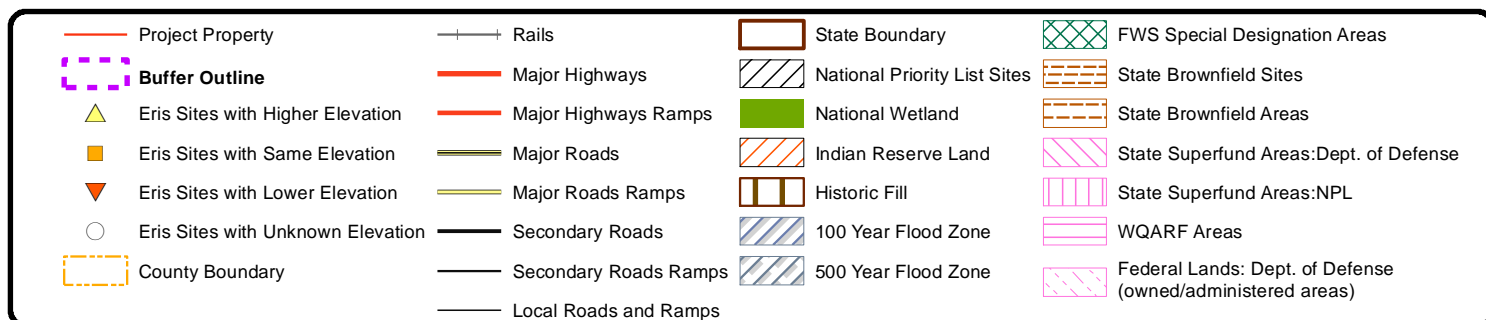 Project Property
Buffer Outline
Eris Sites with Higher Elevation
Eris Sites with Same Elevation
Eris Sites with Lower Elevation
Eris Sites with Unknown Elevation
County Boundary
Rails
Major Highways
Major Highways Ramps
Major Roads
Major Roads Ramps
Secondary Roads
Secondary Roads Ramps
Local Roads and Ramps
State Boundary
National Priority List Sites
National Wetland
Indian Reserve Land
Historic Fill
100 Year Flood Zone
500 Year Flood Zone
FWS Special Designation Areas
State Brownfield Sites
State Brownfield Areas
State Superfund Areas:Dept. of Defense
State Superfund Areas:NPL
WQARF Areas
Federal Lands: Dept. of Defense
(owned/administered areas)